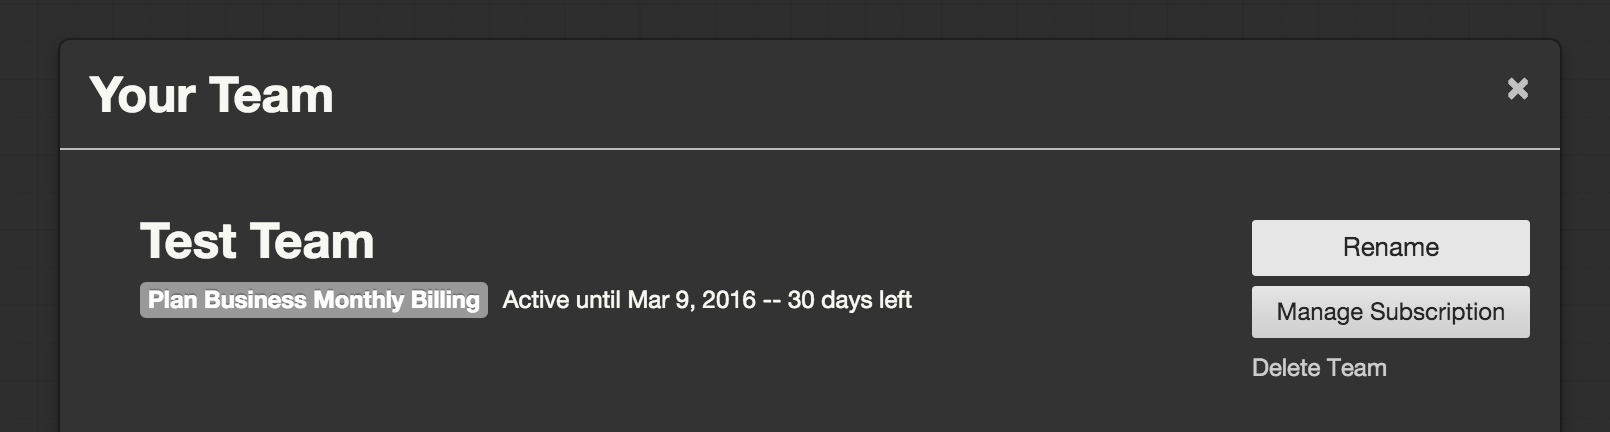 Your Team
Test Team
Plan Business Monthly Billing Active until Mar 9, 2016 -- 30 days left
Rename
Manage Subscription
Delete Team